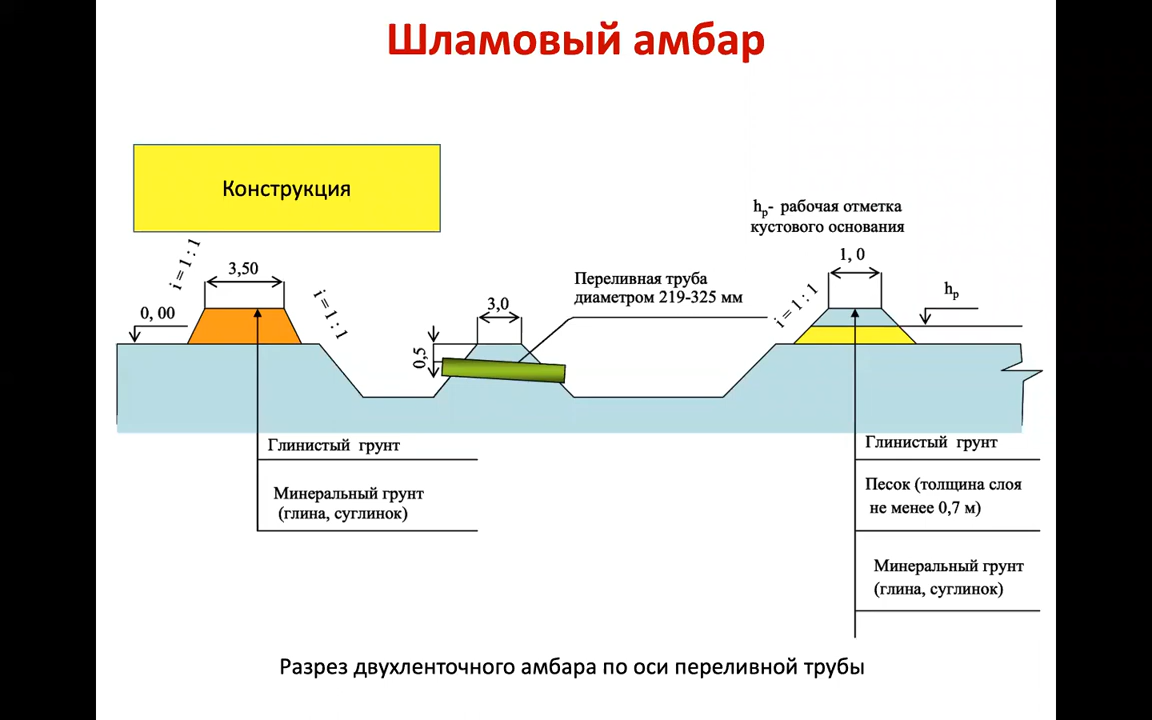 Шламовый амбар
Конструкция
hр- рабочая отметка
кустового основания
i = 1 : 1
3,50
i = 1 : 1
0, 00
3,0
0,5
Переливная труба
диаметром 219-325 мм
i = 1 : 1
1, 0
hр
Глинистый грунт
Минеральный грунт
(глина, суглинок)
Глинистый грунт
Песок (толщина слоя
не менее 0,7 м)
Минеральный грунт
(глина, суглинок)
Разрез двухленточного амбара по оси переливной трубы